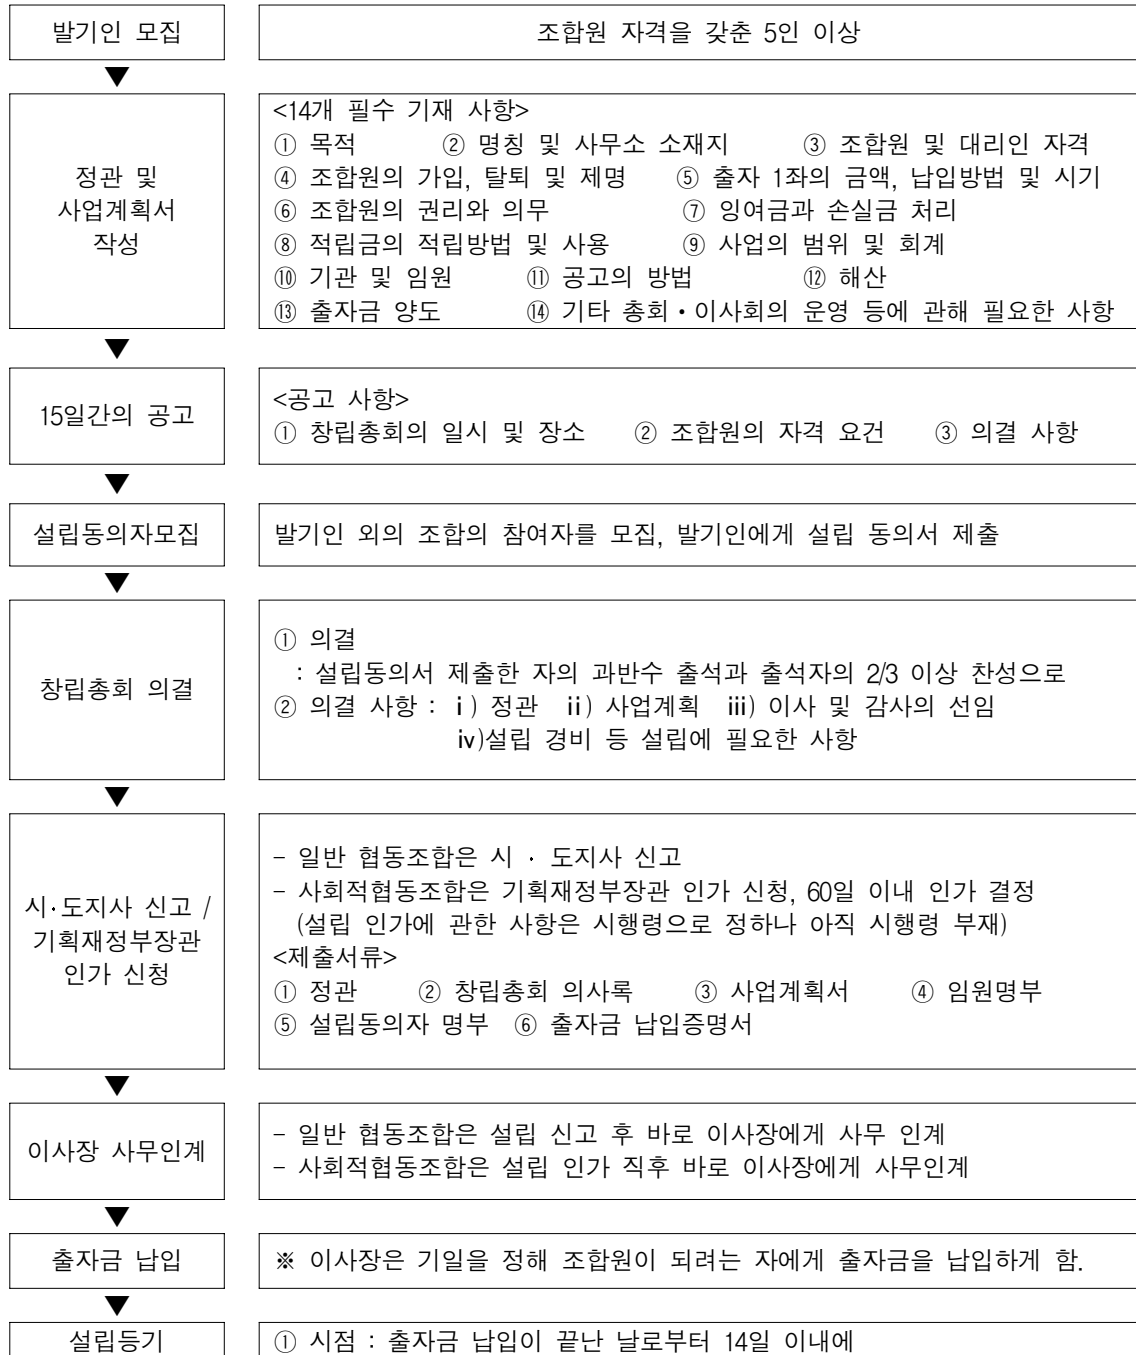 발기인 모집
조합원 자격을 갖춘 5인 이상
▼
정관 및
사업계획서
작성
<14개 필수 기재 사항>
① 목적 ② 명칭 및 사무소 소재지 ③ 조합원 및 대리인 자격
④ 조합원의 가입, 탈퇴 및 제명 ⑤ 출자 1좌의 금액, 납입방법 및 시기
⑥ 조합원의 권리와 의무 ⑦ 잉여금과 손실금 처리
⑧ 적립금의 적립방법 및 사용 ⑨ 사업의 범위 및 회계
⑩ 기관 및 임원 ⑪ 공고의 방법 ⑫ 해산
⑬ 출자금 양도 ⑭ 기타 총회・이사회의 운영 등에 관해 필요한 사항
▼
15일간의 공고
<공고 사항>
① 창립총회의 일시 및 장소 ② 조합원의 자격 요건 ③ 의결 사항
▼
설립동의자모집
발기인 외의 조합의 참여자를 모집, 발기인에게 설립 동의서 제출
▼
창립총회 의결
① 의결
: 설립동의서 제출한 자의 과반수 출석과 출석자의 2/3 이상 찬성으로
② 의결 사항 : ⅰ) 정관 ⅱ) 사업계획 ⅲ) 이사 및 감사의 선임
ⅳ)설립 경비 등 설립에 필요한 사항
▼
시·도지사 신고 /
기획재정부장관
인가 신청
- 일반 협동조합은 시 · 도지사 신고
- 사회적협동조합은 기획재정부장관 인가 신청, 60일 이내 인가 결정
(설립 인가에 관한 사항은 시행령으로 정하나 아직 시행령 부재)
<제출서류>
① 정관 ② 창립총회 의사록 ③ 사업계획서 ④ 임원명부
⑤ 설립동의자 명부 ⑥ 출자금 납입증명서
▼
이사장 사무인계
- 일반 협동조합은 설립 신고 후 바로 이사장에게 사무 인계
- 사회적협동조합은 설립 인가 직후 바로 이사장에게 사무인계
▼
출자금 납입
※ 이사장은 기일을 정해 조합원이 되려는 자에게 출자금을 납입하게 함.
▼
설립등기
① 시점 : 출자금 납입이 끝난 날로부터 14일 이내에